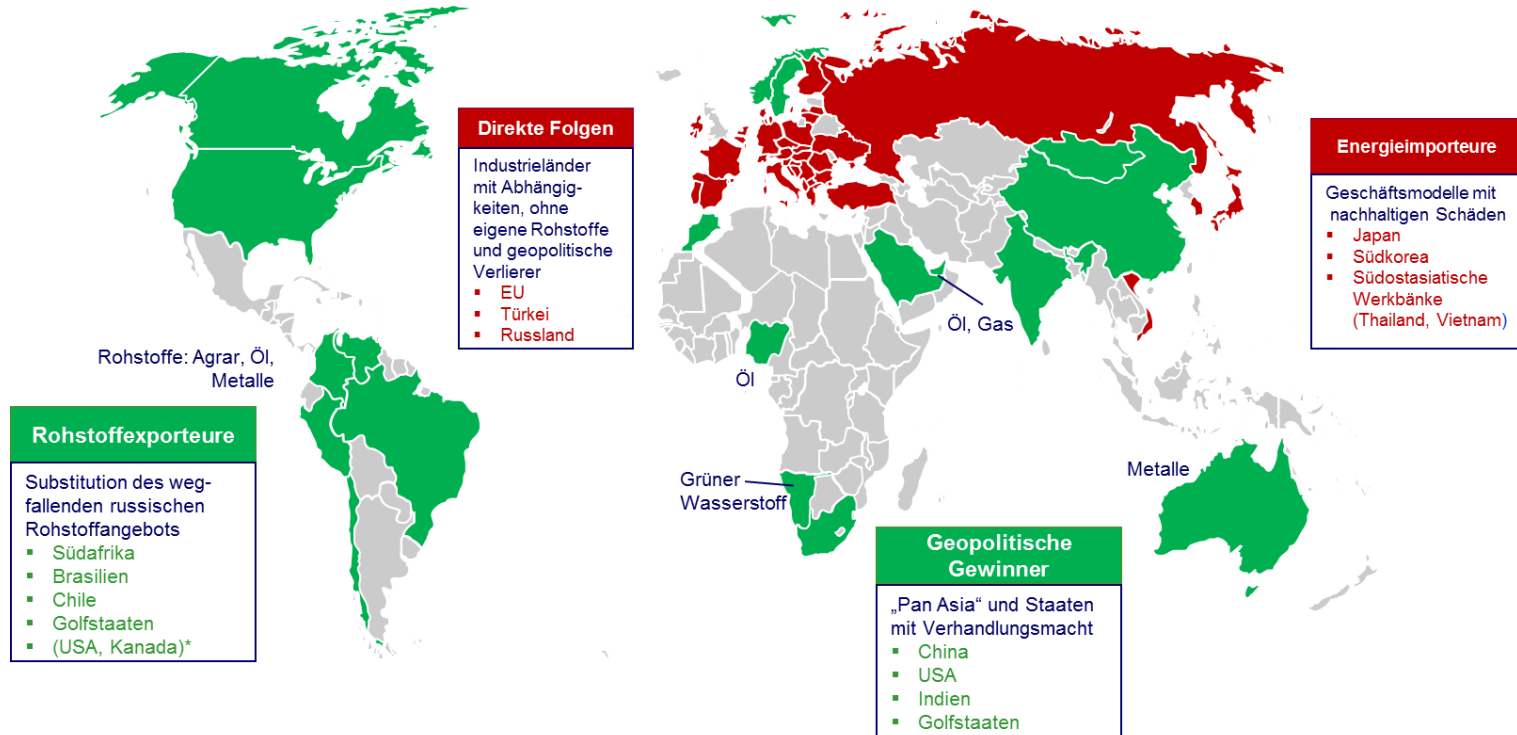 Direkte Folgen
Industrieländer
mit Abhängig-
keiten, ohne
eigene Rohstoffe
und geopolitische
Verlierer
▪ EU
▪ Türkei
▪ Russland
Energieimporteure
Geschäftsmodelle mit
nachhaltigen Schäden
▪ Japan
▪ Südkorea
▪ Südostasiatische
Werkbänke
(Thailand, Vietnam)
Öl, Gas
Rohstoffe: Agrar, Öl,
Metalle
Öl
Rohstoffexporteure
Substitution des weg-
fallenden russischen
Rohstoffangebots
▪ Südafrika
▪ Brasilien
▪ Chile
▪ Golfstaaten
▪ (USA, Kanada)*
Grüner
Wasserstoff
Metalle
Geopolitische
Gewinner
„Pan Asia“ und Staaten
mit Verhandlungsmacht
▪ China
▪ USA
▪ Indien
▪ Golfstaaten